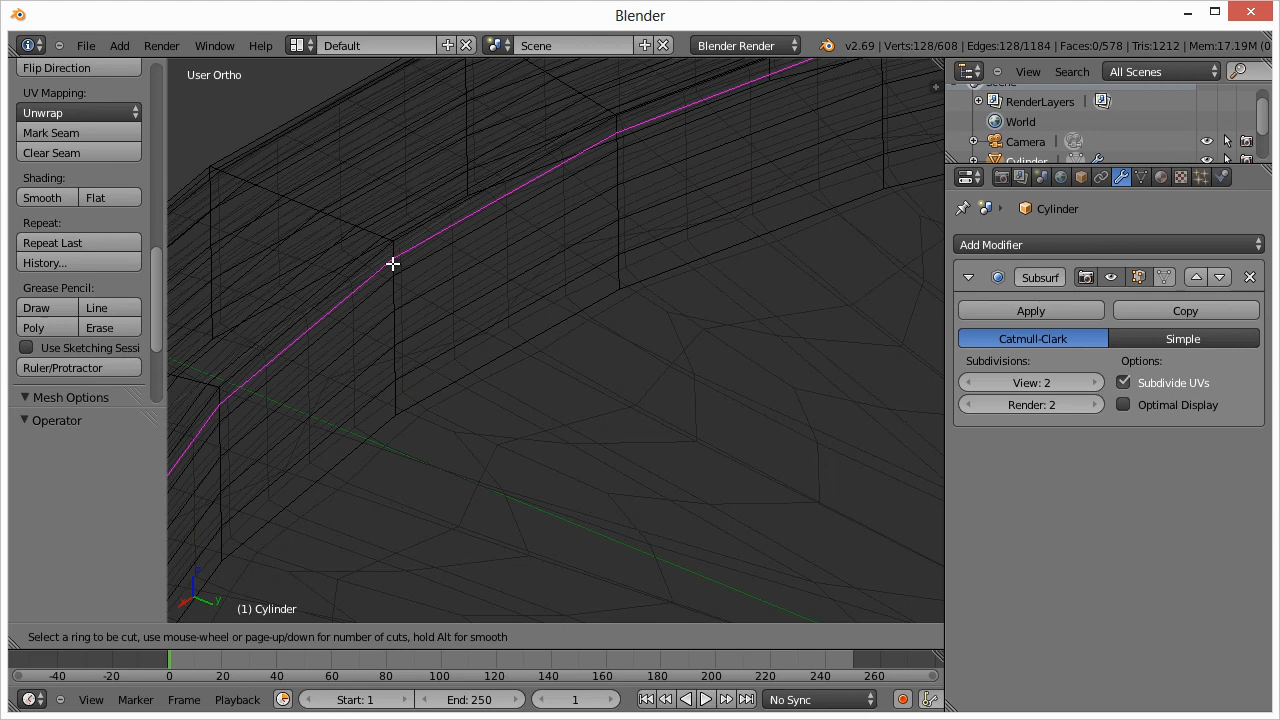 Blender
File Add Render Window Help Default Scene Blender Render v2.69 | Verts:128/608 | Edges:128/1184 | Faces:0/578 | Tris:1212 | Mem:17.19M (0
Flip Direction
UV Mapping:
Unwrap
Mark Seam
Clear Seam
Shading:
Smooth Flat
Repeat:
Repeat Last
History...
Grease Pencil:
Draw Line
Poly Erase
Use Sketching Sessi
Ruler/Protractor
Mesh Options
Operator
User Ortho
y
(1) Cylinder
Select a ring to be cut, use mouse-wheel or page-up/down for number of cuts, hold Alt for smooth
View Search All Scenes
Scene
RenderLayers |
World
Camera |
Cylinder |
Cylinder
Add Modifier
Subsurf
Apply Copy
Catmull-Clark Simple
Subdivisions: Options:
View: 2 Subdivide UVs
Render: 2 Optimal Display
-40 -20 0 20 40 60 80 100 120 140 160 180 200 220 240 260
View Marker Frame Playback Start: 1 End: 250 1 No Sync